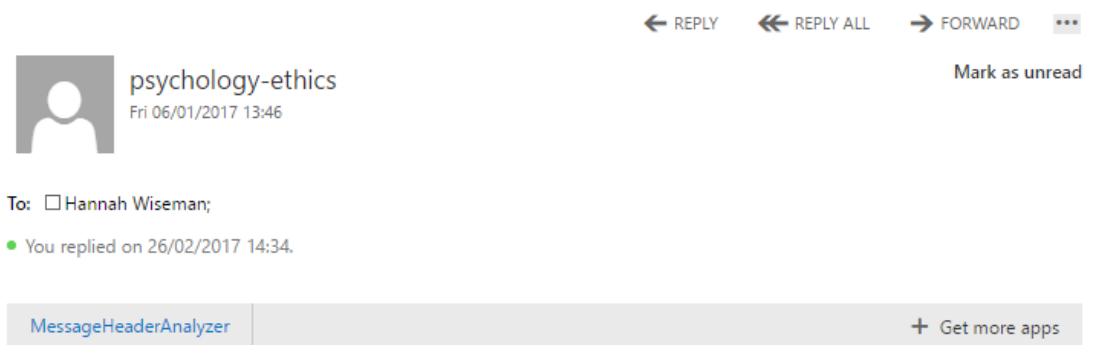 REPLY REPLY ALL FORWARD
psychology-ethics Mark as unread
Fri 06/01/2017 13:46
To: Hannah Wiseman;
You replied on 26/02/2017 14:34.
MessageHeaderAnalyzer + Get more apps